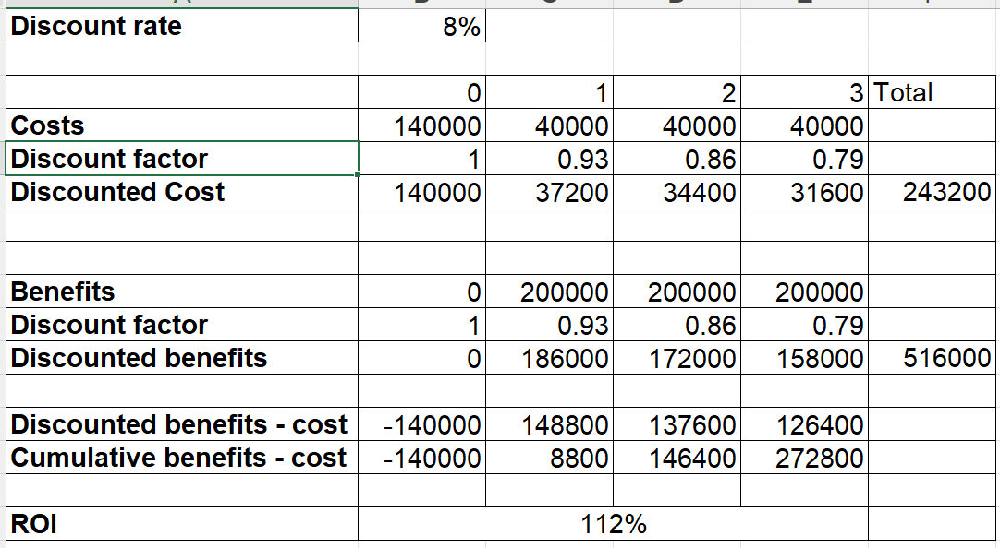 Discount rate 8%
0 1 2 3 Total
Costs 140000 40000 40000 40000
Discount factor 1 0.93 0.86 0.79
Discounted Cost 140000 37200 34400 31600 243200
Benefits 0 200000 200000 200000
Discount factor 1 0.93 0.86 0.79
Discounted benefits 0 186000 172000 158000 516000
Discounted benefits - cost -140000 148800 137600 126400
Cumulative benefits - cost -140000 8800 146400 272800
ROI 112%